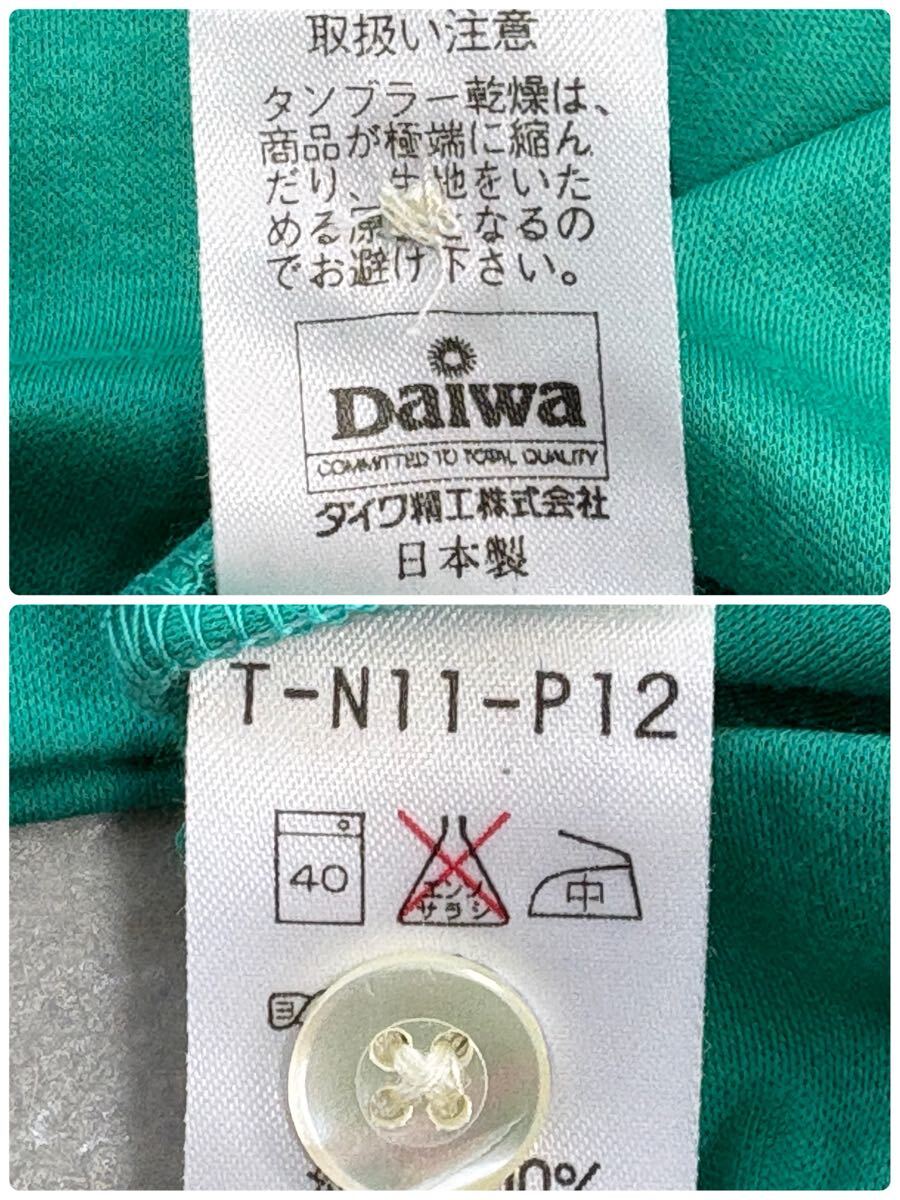 取扱い注意
タンブラー乾燥は、
商品が極端に縮ん
だり、生地をいた
める原 となるの
でお避け下さい。
Daiwa
COMMITTED TO TOTAL QUALITY
ダイワ精工株式会社
日本製
T-N11-P12
40
エンソ
サラシ
中
0%